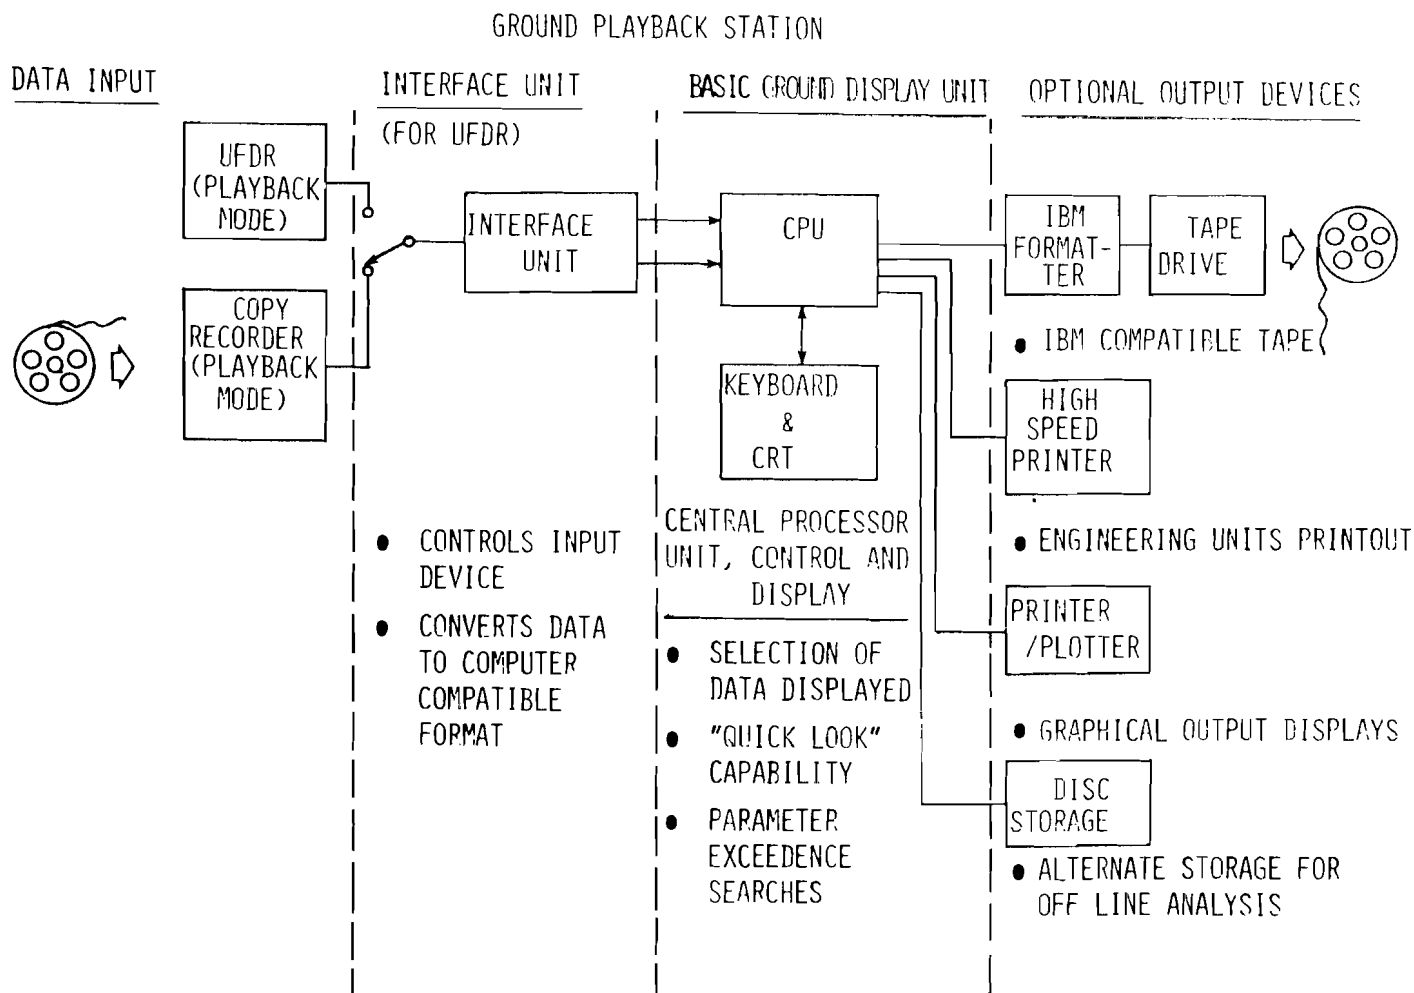 GROUND PLAYBACK STATION
DATA INPUT
UFDR
(PLAYBACK
MODE)
COPY
RECORDER
(PLAYBACK
MODE)
INTERFACE UNIT
(FOR UFDR)
INTERFACE
UNIT
● CONTROLS INPUT
DEVICE
● CONVERTS DATA
TO COMPUTER
COMPATIBLE
FORMAT
BASIC GROUND DISPLAY UNIT
CPU
KEYBOARD
&
CRT
CENTRAL PROCESSOR
UNIT, CONTROL AND
DISPLAY
● SELECTION OF
DATA DISPLAYED
● "QUICK LOOK"
CAPABILITY
● PARAMETER
EXCEEDENCE
SEARCHES
OPTIONAL OUTPUT DEVICES
IBM
FORMAT-
TER
TAPE
DRIVE
● IBM COMPATIBLE TAPE
HIGH
SPEED
PRINTER
● ENGINEERING UNITS PRINTOUT
PRINTER
/PLOTTER
● GRAPHICAL OUTPUT DISPLAYS
DISC
STORAGE
● ALTERNATE STORAGE FOR
OFF LINE ANALYSIS